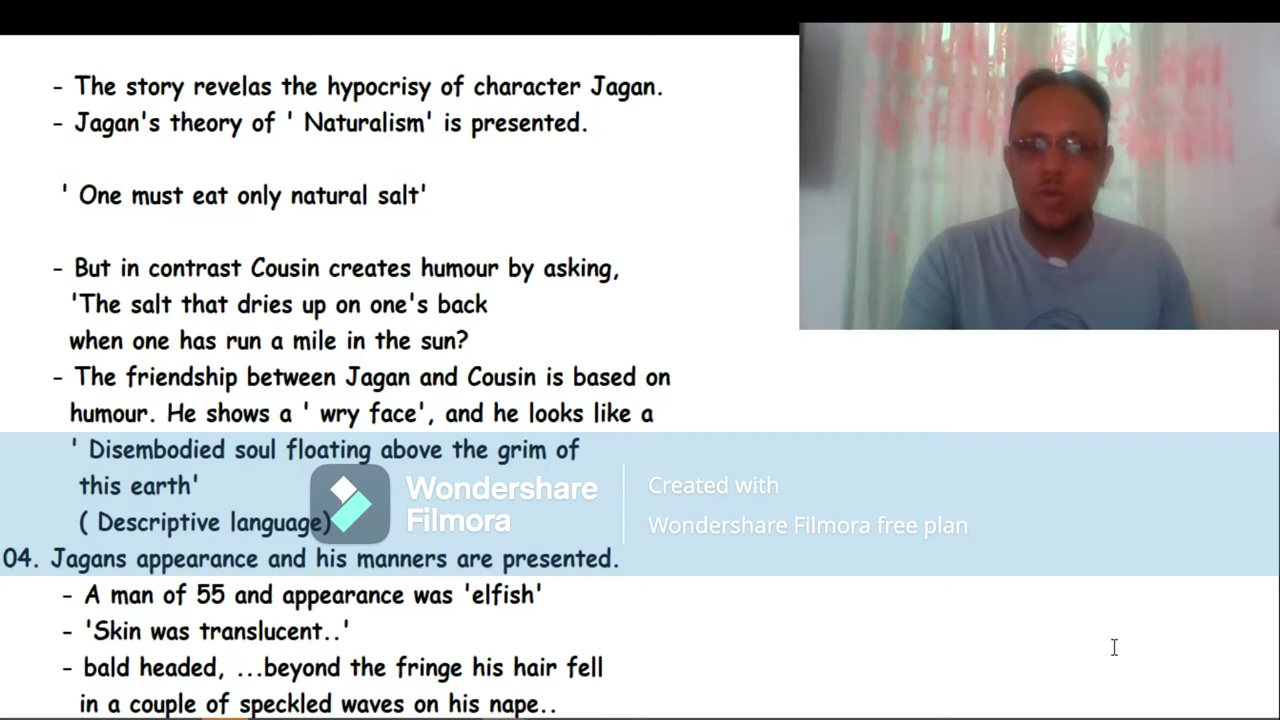 - The story revelas the hypocrisy of character Jagan.
- Jagan's theory of ' Naturalism' is presented.
' One must eat only natural salt'
- But in contrast Cousin creates humour by asking,
'The salt that dries up on one's back
when one has run a mile in the sun?
- The friendship between Jagan and Cousin is based on
humour. He shows a ' wry face', and he looks like a
' Disembodied soul floating above the grim of
this earth'
( Descriptive language)
Wondershare
Filmora
Created with
Wondershare Filmora free plan
04. Jagans appearance and his manners are presented.
- A man of 55 and appearance was 'elfish'
- 'Skin was translucent..'
- bald headed, ...beyond the fringe his hair fell
in a couple of speckled waves on his nape..